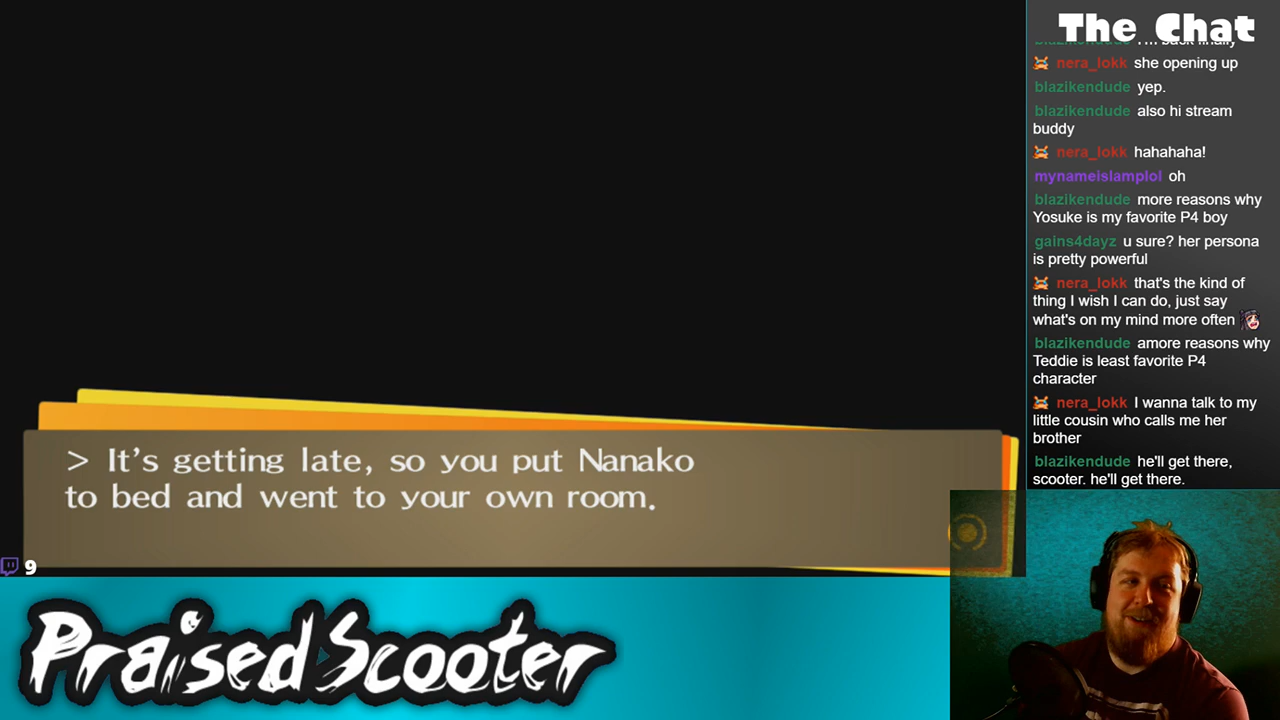 The Chat
blazikendude I'm back finally
nera_lokk she opening up
blazikendude yep.
blazikendude also hi stream
buddy
nera_lokk hahahaha!
mynameislamplol oh
blazikendude more reasons why
Yosuke is my favorite P4 boy
gains4dayz u sure? her persona
is pretty powerful
nera_lokk that's the kind of
thing I wish I can do, just say
what's on my mind more often
blazikendude amore reasons why
Teddie is least favorite P4
character
nera_lokk I wanna talk to my
little cousin who calls me her
brother
blazikendude he'll get there,
scooter. he'll get there.
> It's getting late, so you put Nanako
to bed and went to your own room.
9
PraisedScooter